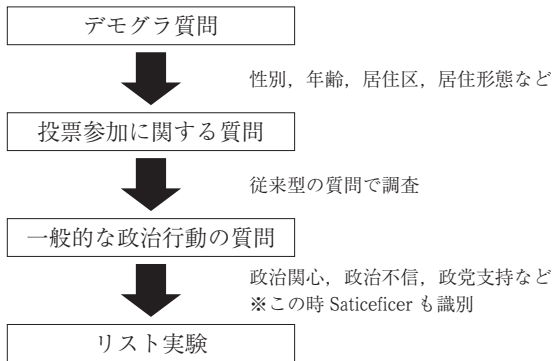 デモグラ質問
性別，年齢，居住区，居住形態など
投票参加に関する質問
従来型の質問で調査
一般的な政治行動の質問
政治関心，政治不信，政党支持など
※この時 Saticeficer も識別
リスト実験